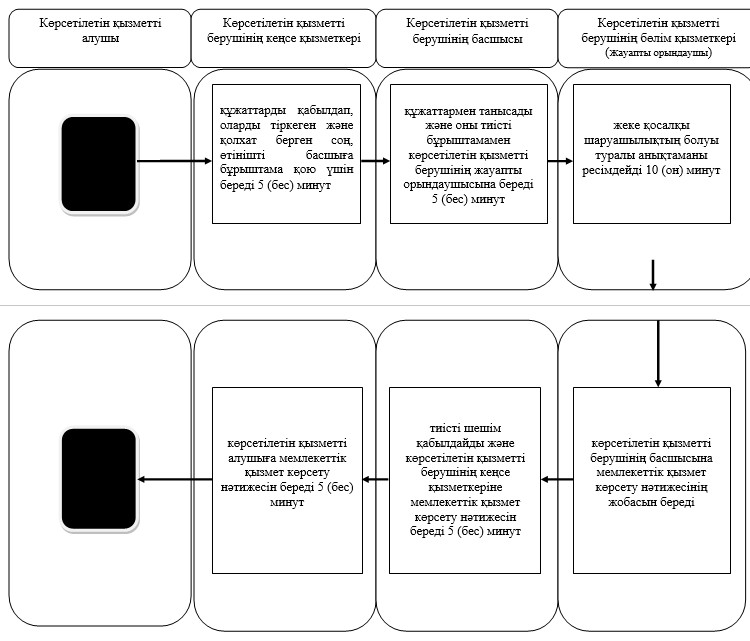 Көрсетілетін қызметті
алушы
Көрсетілетін қызметті
берушінің кеңсе қызметкері
Көрсетілетін қызметті
берушінің басшысы
Көрсетілетін қызметті
берушінің бөлім қызметкері
(Жауапты орындаушы)
құжаттарды қабылдап,
оларды тіркеген және
қолхат берген соң,
өтінішті басшыға
бұрыштама қою үшін
береді 5 (бес) минут
құжаттармен танысады
және оны тиісті
бұрыштамамен
көрсетілетін қызметті
берушінің жауапты
орындаушысына береді
5 (бес) минут
жеке қосалқы
шаруашылықтың болуы
туралы анықтаманы
ресімдейді 10 (он) минут
көрсетілетін қызметті
алушыға мемлекеттік
қызмет көрсету
нәтижесін береді 5 (бес)
минут
тиісті шешім
қабылдайды және
көрсетілетін қызметті
берушінің кеңсе
қызметкеріне
мемлекеттік қызмет
көрсету нәтижесін
береді 5 (бес) минут
көрсетілетін қызметті
берушінің басшысына
мемлекеттік қызмет
көрсету нәтижесінің
жобасын береді